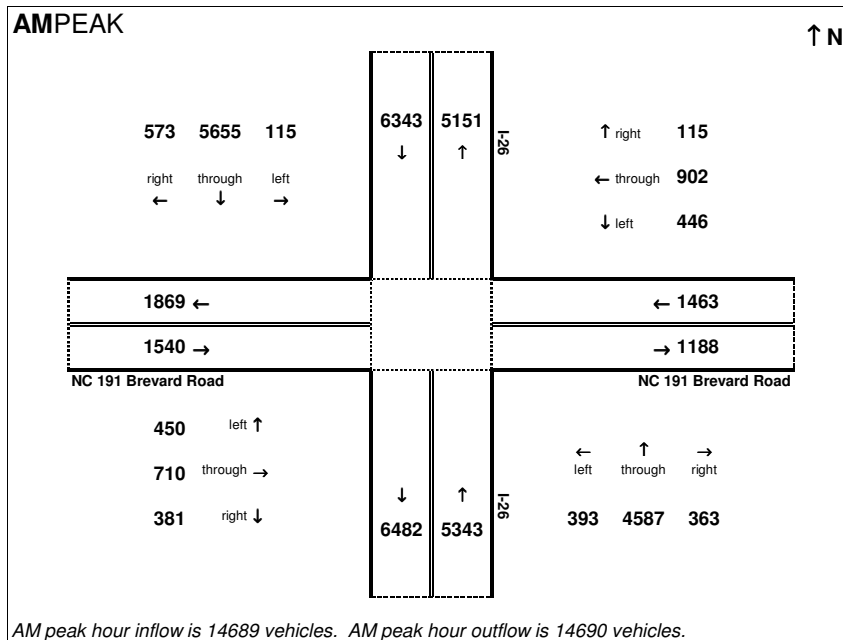 AMPEAK
↑ N
573 5655 115
right through left
← ↓ →
6343 5151
↓ ↑
I-26
↑ right 115
← through 902
↓ left 446
1869 ←
1540 →
← 1463
→ 1188
NC 191 Brevard Road
NC 191 Brevard Road
450 left ↑
710 through →
381 right ↓
↓ ↑
6482 5343
I-26
← ↑ →
left through right
393 4587 363
AM peak hour inflow is 14689 vehicles. AM peak hour outflow is 14690 vehicles.